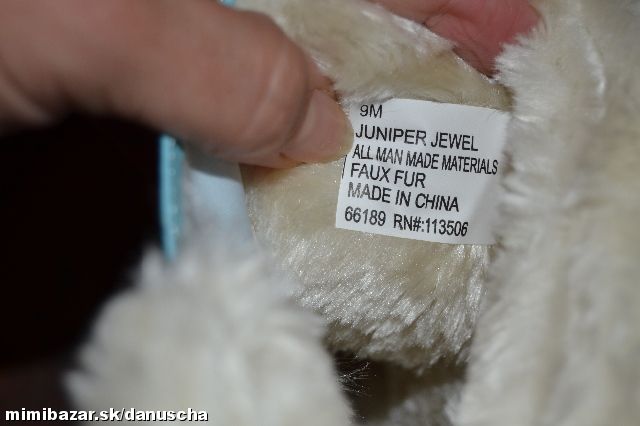 9M
JUNIPER JEWEL
ALL MAN MADE MATERIALS
FAUX FUR
MADE IN CHINA
66189 RN#:113506
mimibazar.sk/danuscha